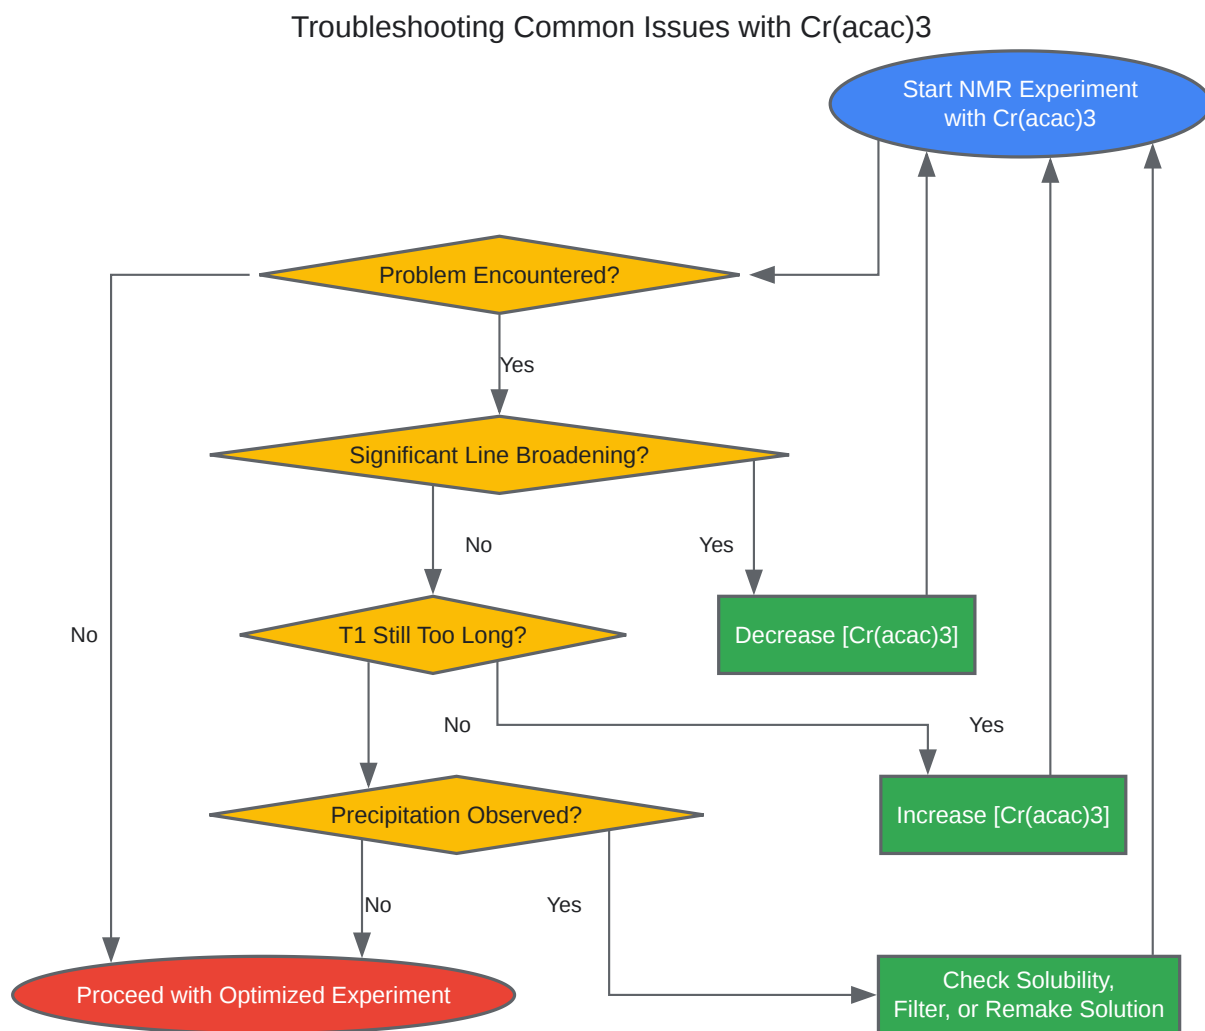 Troubleshooting Common Issues with Cr(acac)3
Start NMR Experiment
with Cr(acac)3
Problem Encountered?
Yes
Significant Line Broadening?
No
Yes
T1 Still Too Long?
Decrease [Cr(acac)3]
No
No
Yes
Precipitation Observed?
Increase [Cr(acac)3]
No
Yes
Proceed with Optimized Experiment
Check Solubility,
Filter, or Remake Solution